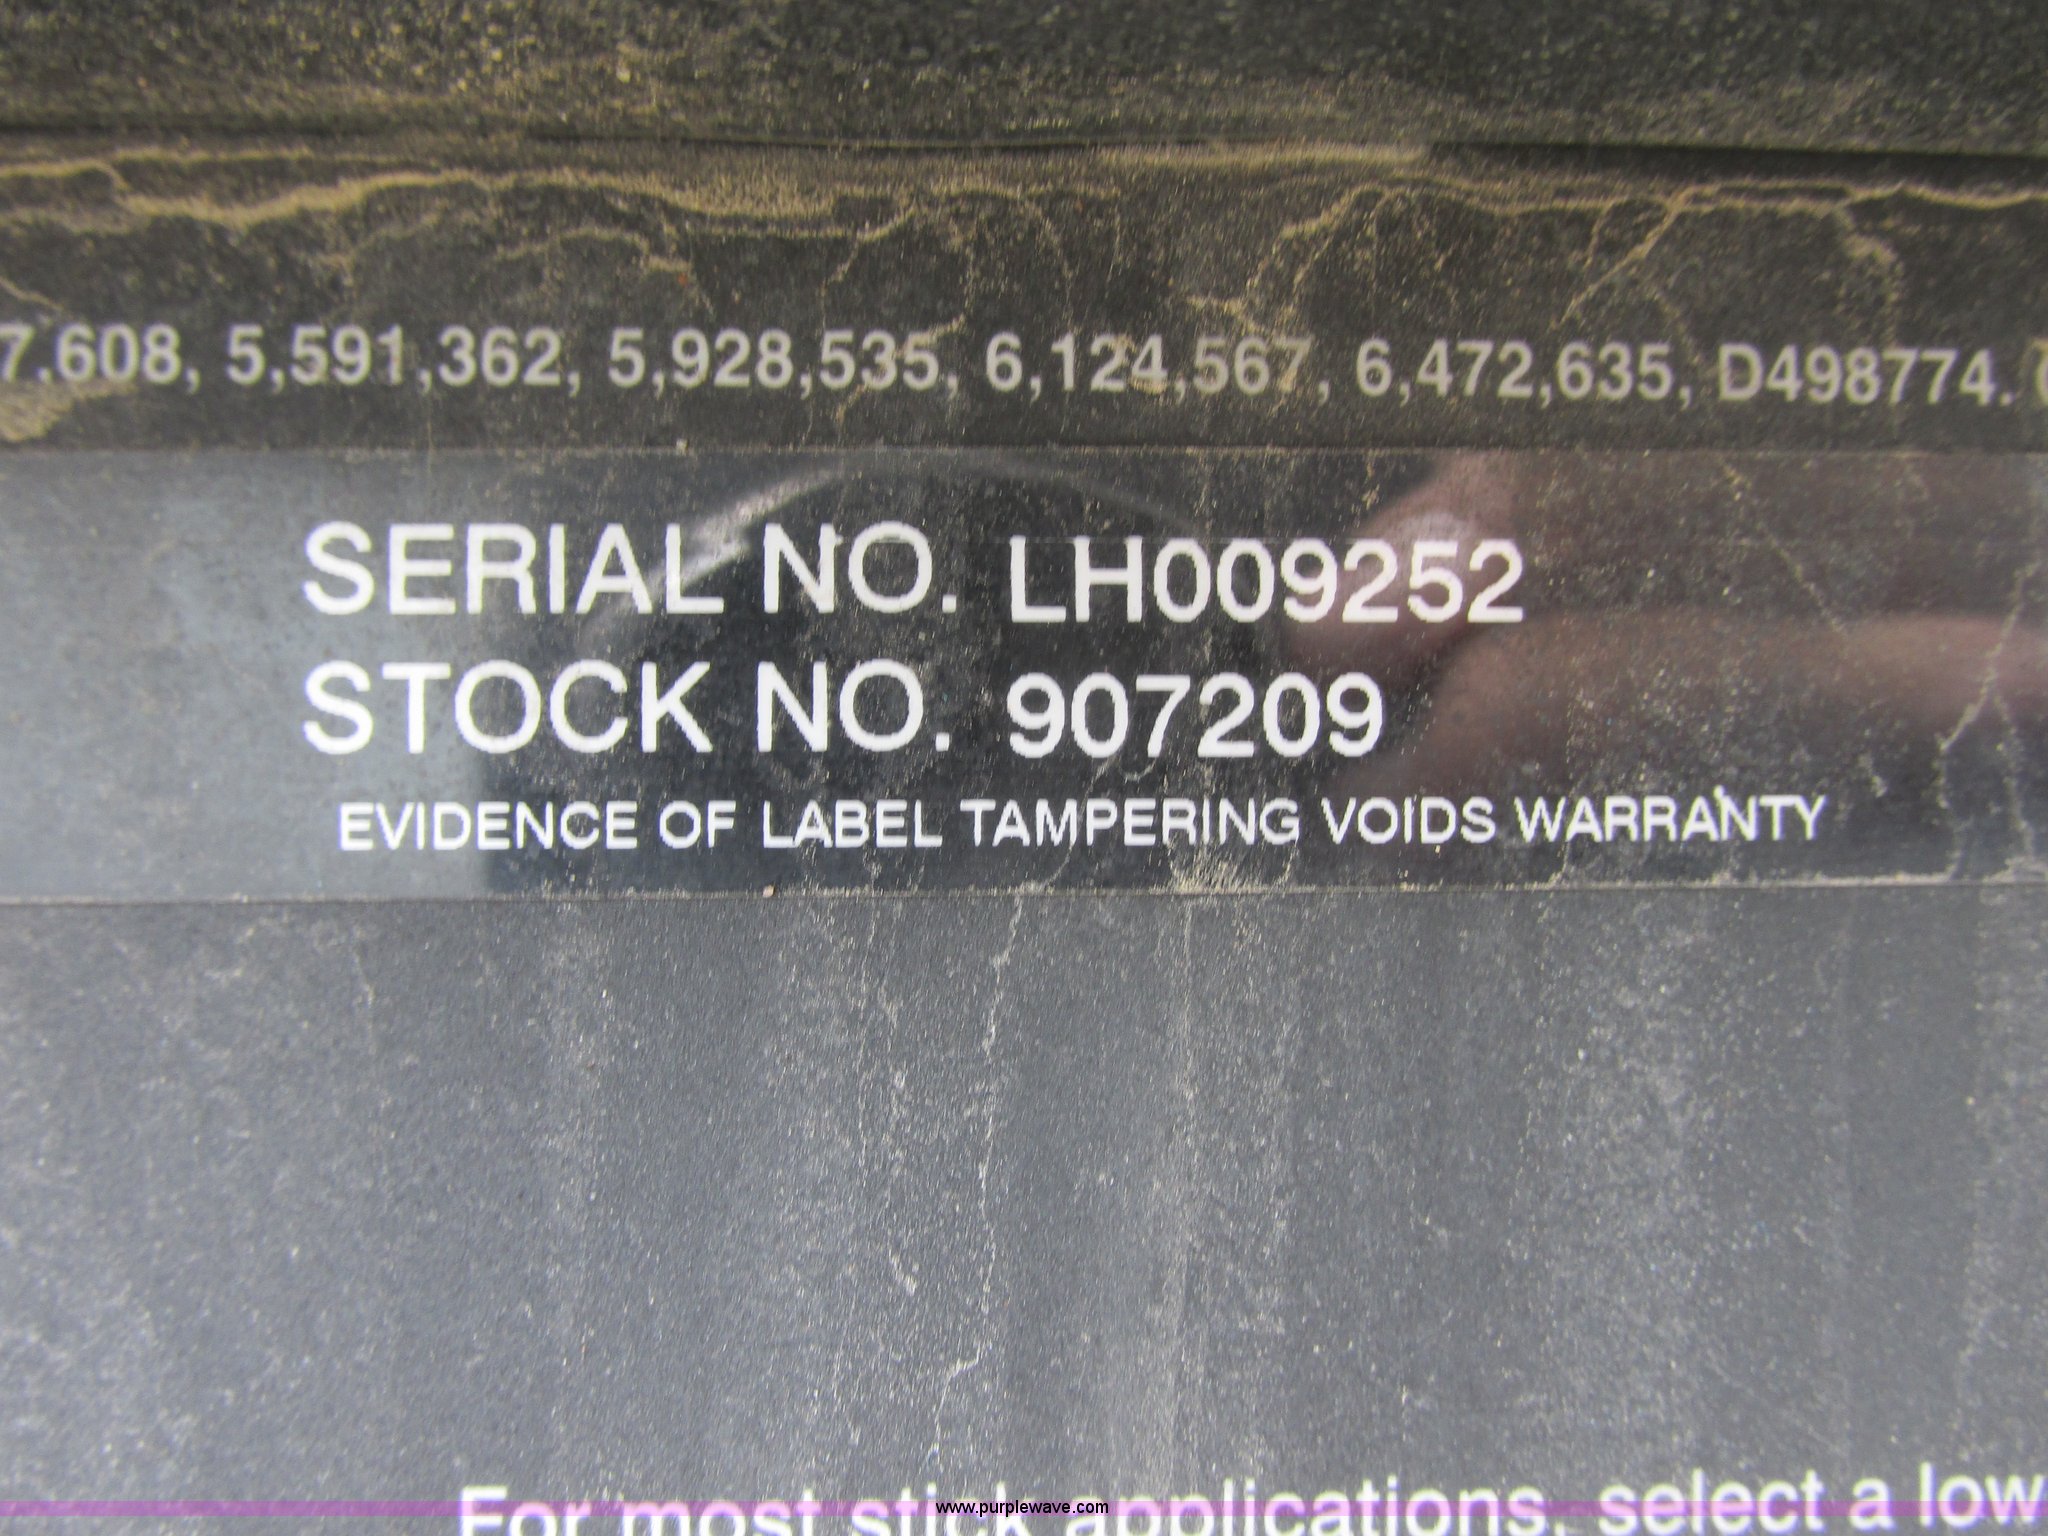 7,608, 5,591,362, 5,928,535, 6,124,567, 6,472,635, D498774.
SERIAL NO. LH009252
STOCK NO. 907209
EVIDENCE OF LABEL TAMPERING VOIDS WARRANTY
For most stick applications, select a low
www.purplewave.com